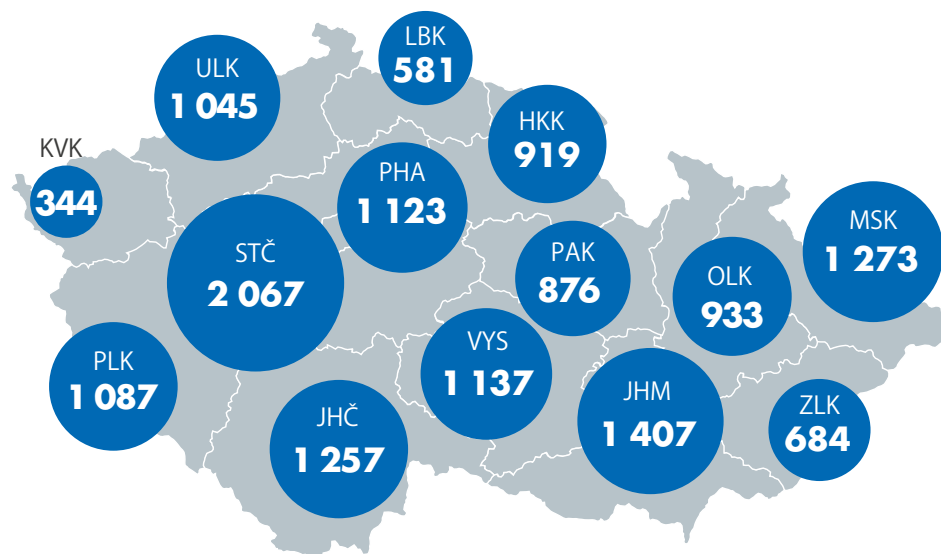 LBK
581
ULK
1 045
HKK
919
KVK
344
PHA
1 123
MSK
1 273
STČ
2 067
PAK
876
OLK
933
PLK
1 087
VYS
1 137
JHM
1 407
ZLK
684
JHČ
1 257